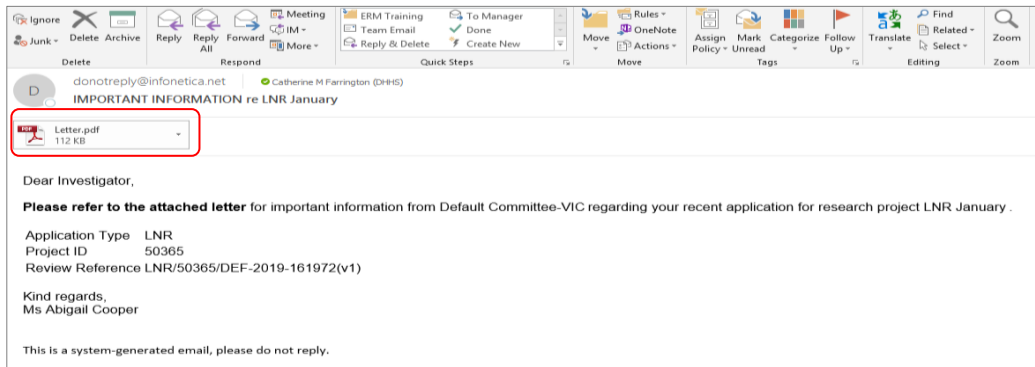 Ignore
Junk
Delete
Archive
Delete
Reply
Reply All
Forward
Meeting
IM
More
Respond
ERM Training
Team Email
Reply & Delete
To Manager
Done
Create New
Quick Steps
Move
Rules
OneNote
Actions
Move
Assign Policy
Mark Unread
Categorize
Follow Up
Tags
Translate
Find
Related
Select
Editing
Zoom
Zoom
D
donotreply@infonetica.net
Catherine M Farrington (DHHS)
IMPORTANT INFORMATION re LNR January
PDF
Letter.pdf
112 KB
Dear Investigator,
Please refer to the attached letter for important information from Default Committee-VIC regarding your recent application for research project LNR January .
Application Type LNR
Project ID 50365
Review Reference LNR/50365/DEF-2019-161972(v1)
Kind regards,
Ms Abigail Cooper
This is a system-generated email, please do not reply.